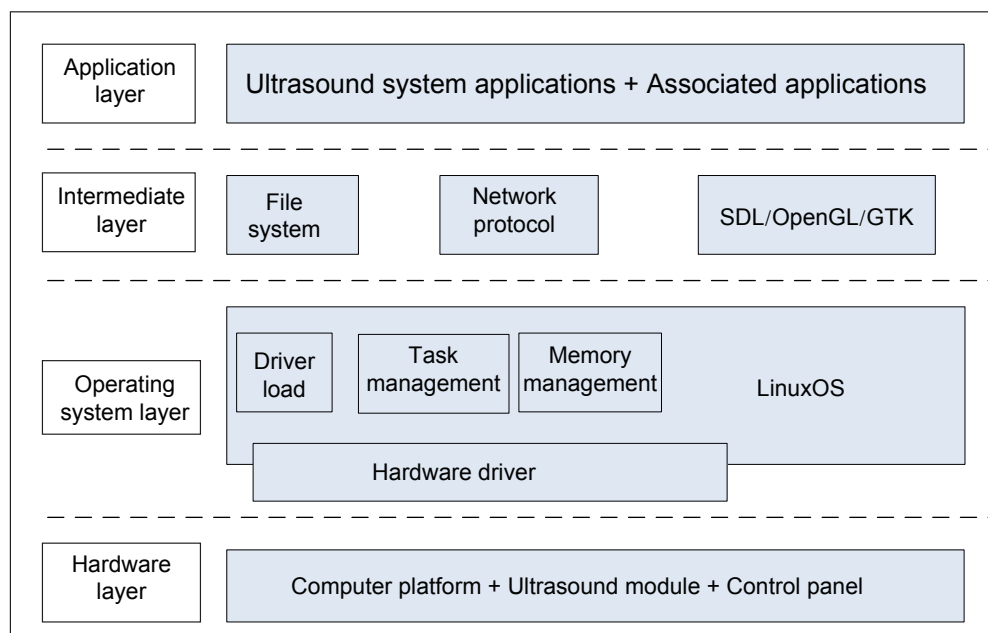 Application
layer
Ultrasound system applications + Associated applications
Intermediate
layer
File
system
Network
protocol
SDL/OpenGL/GTK
Operating
system layer
Driver
load
Task
management
Memory
management
LinuxOS
Hardware driver
Hardware
layer
Computer platform + Ultrasound module + Control panel